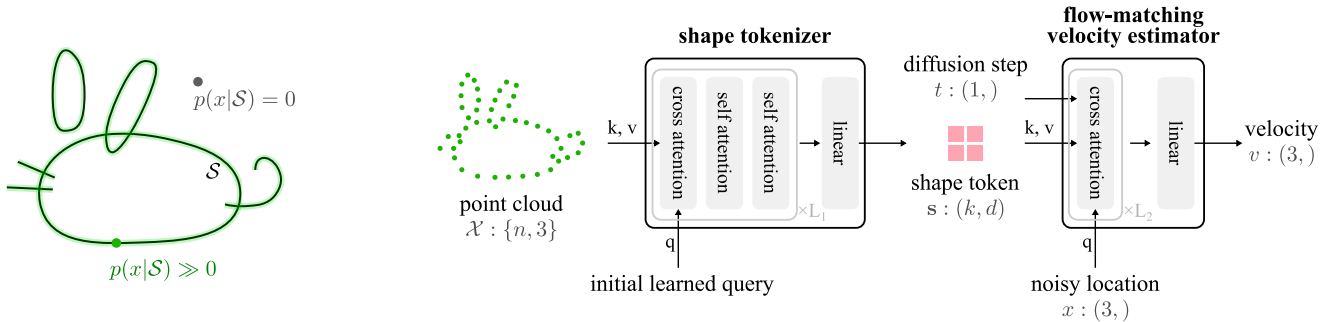 p(x|𝒮) = 0
𝒮
p(x|𝒮) ≫ 0
point cloud
𝒳 : {n, 3}
shape tokenizer
k, v
cross attention
self attention
self attention
×L₁
linear
q
initial learned query
diffusion step
t : (1, )
shape token
s : (k, d)
flow-matching
velocity estimator
k, v
cross attention
×L₂
linear
q
noisy location
x : (3, )
velocity
v : (3, )